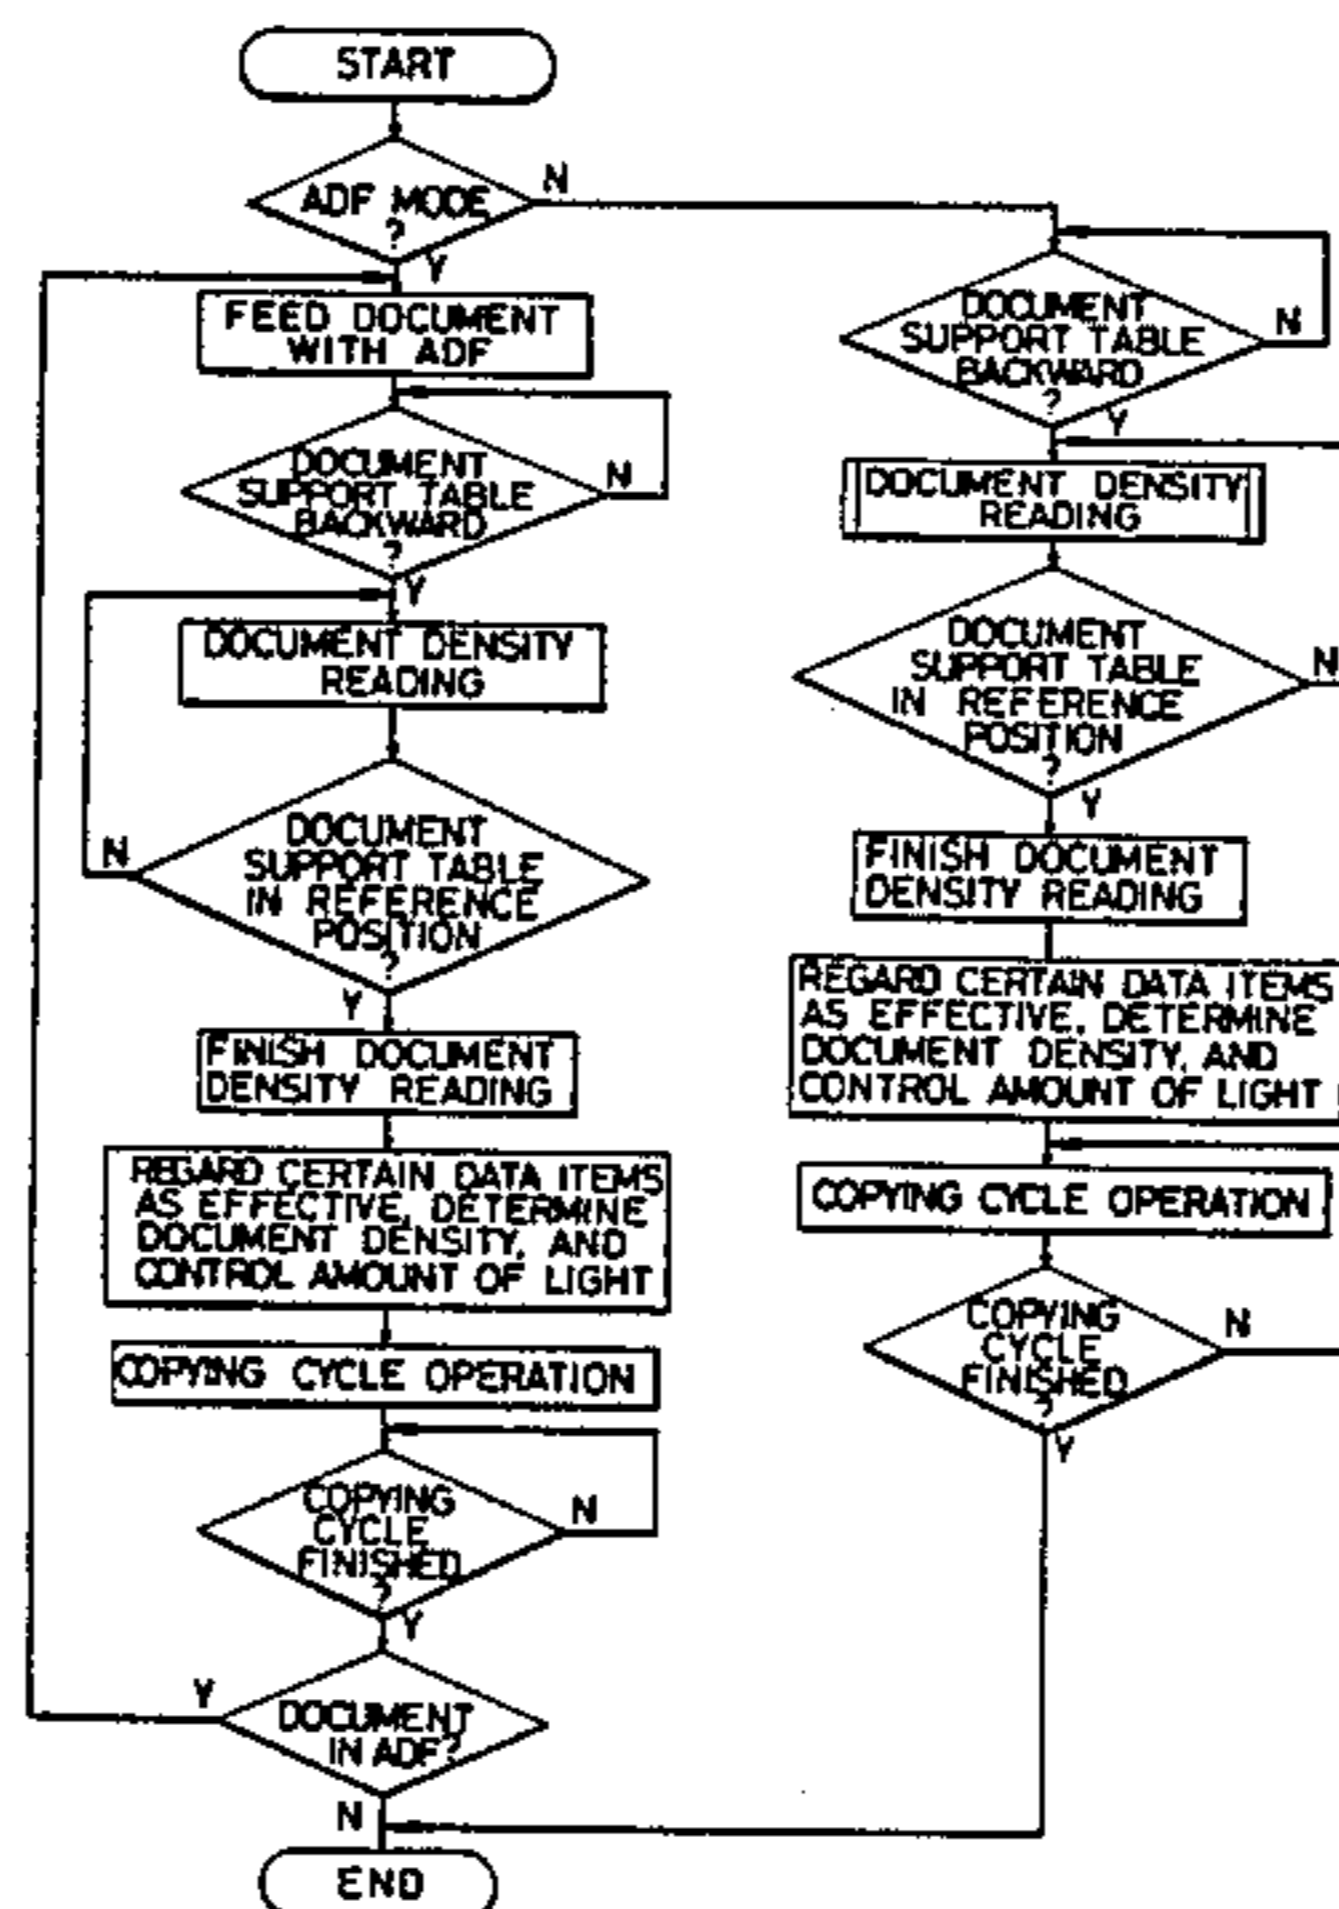 START
ADF MODE
?
N
Y
FEED DOCUMENT
WITH ADF
DOCUMENT
SUPPORT TABLE
BACKWARD
?
N
Y
DOCUMENT DENSITY
READING
DOCUMENT
SUPPORT TABLE
IN REFERENCE
POSITION
?
N
Y
FINISH DOCUMENT
DENSITY READING
REGARD CERTAIN DATA ITEMS
AS EFFECTIVE, DETERMINE
DOCUMENT DENSITY, AND
CONTROL AMOUNT OF LIGHT
COPYING CYCLE OPERATION
COPYING
CYCLE
FINISHED
?
N
Y
DOCUMENT
IN ADF?
Y
N
END
DOCUMENT
SUPPORT TABLE
BACKWARD
?
N
Y
DOCUMENT DENSITY
READING
DOCUMENT
SUPPORT TABLE
IN REFERENCE
POSITION
?
N
Y
FINISH DOCUMENT
DENSITY READING
REGARD CERTAIN DATA ITEMS
AS EFFECTIVE, DETERMINE
DOCUMENT DENSITY, AND
CONTROL AMOUNT OF LIGHT
COPYING CYCLE OPERATION
COPYING
CYCLE
FINISHED
?
N
Y